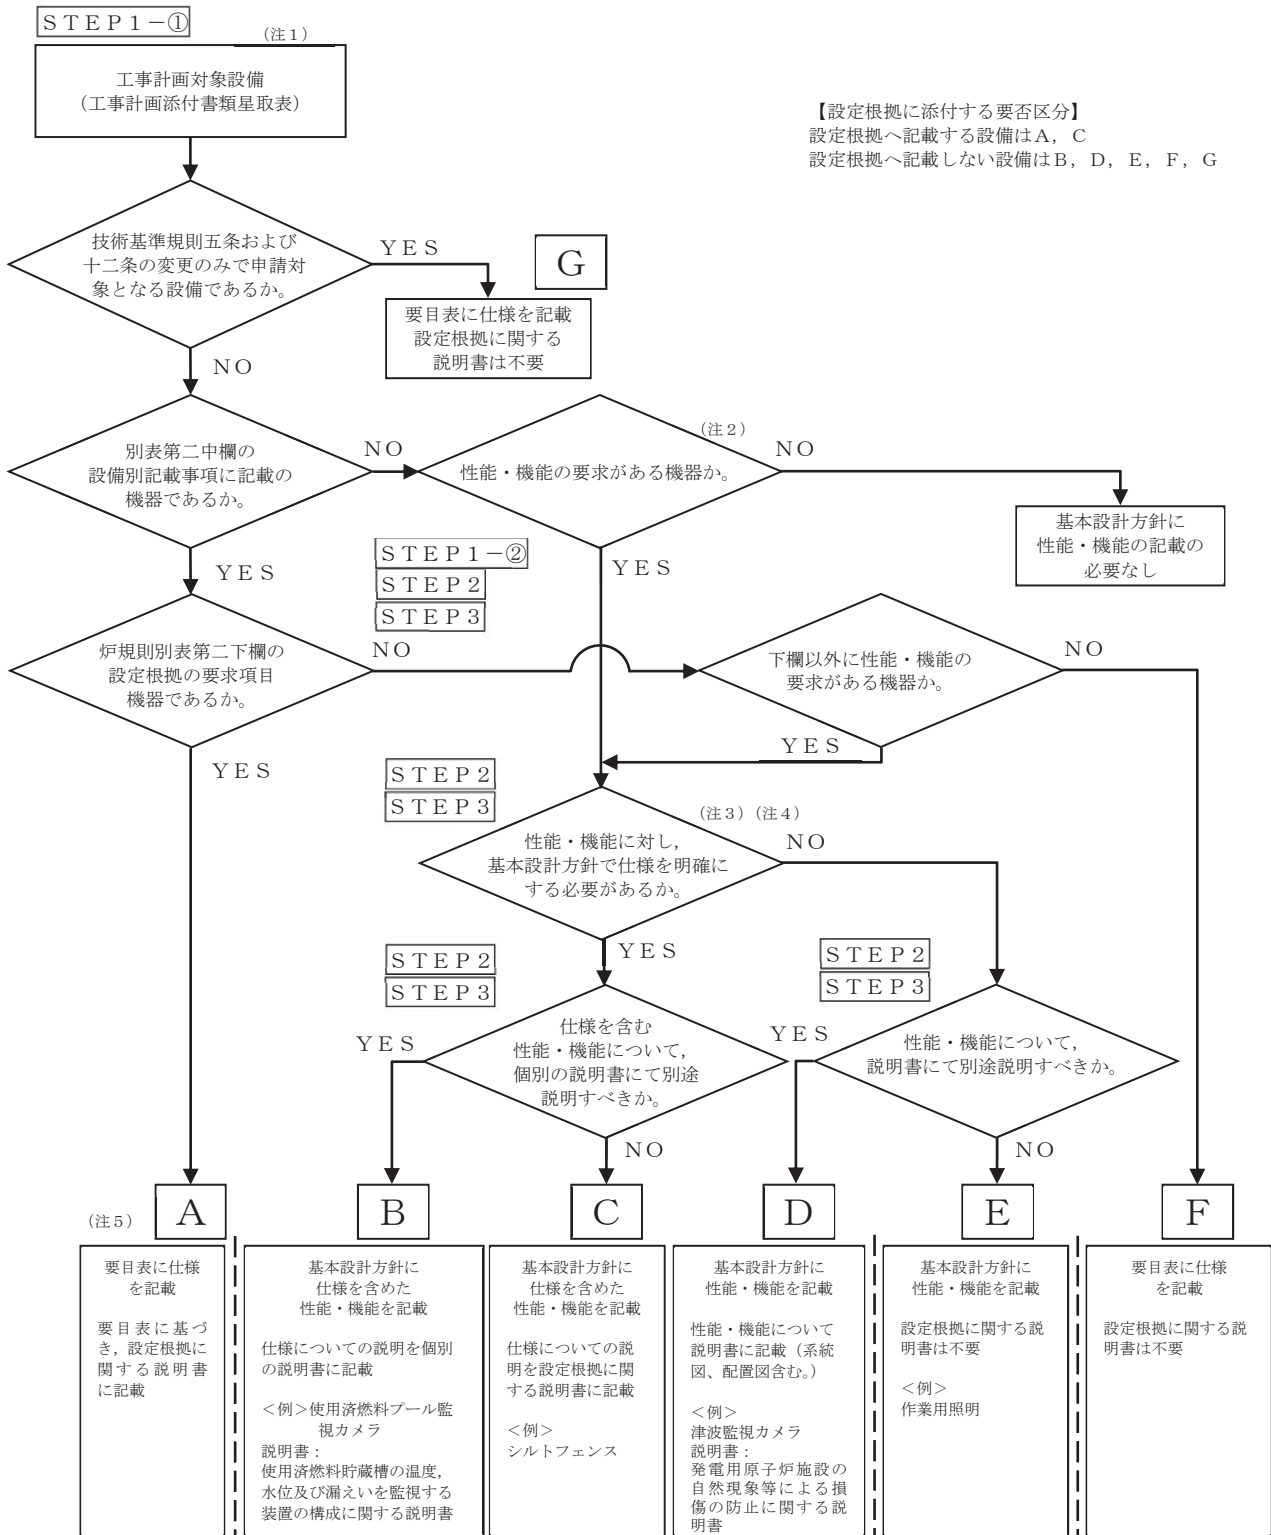 STEP1-①
(注1)
工事計画対象設備
(工事計画添付書類星取表)
【設定根拠に添付する要否区分】
設定根拠へ記載する設備はA,C
設定根拠へ記載しない設備はB,D,E,F,G
技術基準規則五条および
十二条の変更のみで申請対
象となる設備であるか。
YES
G
要目表に仕様を記載
設定根拠に関する
説明書は不要
NO
別表第二中欄の
設備別記載事項に記載の
機器であるか。
NO
(注2)
性能・機能の要求がある機器か。
NO
基本設計方針に
性能・機能の記載の
必要なし
YES
STEP1-②
STEP2
STEP3
YES
炉規則別表第二下欄の
設定根拠の要求項目
機器であるか。
NO
下欄以外に性能・機能の
要求がある機器か。
NO
YES
YES
STEP2
STEP3
(注3)(注4)
性能・機能に対し,
基本設計方針で仕様を明確に
する必要があるか。
NO
YES
STEP2
STEP3
STEP2
STEP3
YES
仕様を含む
性能・機能について,
個別の説明書にて別途
説明すべきか。
YES
性能・機能について,
説明書にて別途説明すべきか。
NO
NO
(注5)
A
B
C
D
E
F
要目表に仕様
を記載
要目表に基づ
き,設定根拠に
関する説明書
に記載
基本設計方針に
仕様を含めた
性能・機能を記載
仕様についての説明を個別
の説明書に記載
<例>使用済燃料プール監
視カメラ
説明書:
使用済燃料貯蔵槽の温度,
水位及び漏えいを監視する
装置の構成に関する説明書
基本設計方針に
仕様を含めた
性能・機能を記載
仕様についての説
明を設定根拠に関
する説明書に記載
<例>
シルトフェンス
基本設計方針に
性能・機能を記載
性能・機能について
説明書に記載(系統
図、配置図含む。)
<例>
津波監視カメラ
説明書:
発電用原子炉施設の
自然現象等による損
傷の防止に関する説
明書
基本設計方針に
性能・機能を記載
設定根拠に関する説
明書は不要
<例>
作業用照明
要目表に仕様
を記載
設定根拠に関する説
明書は不要